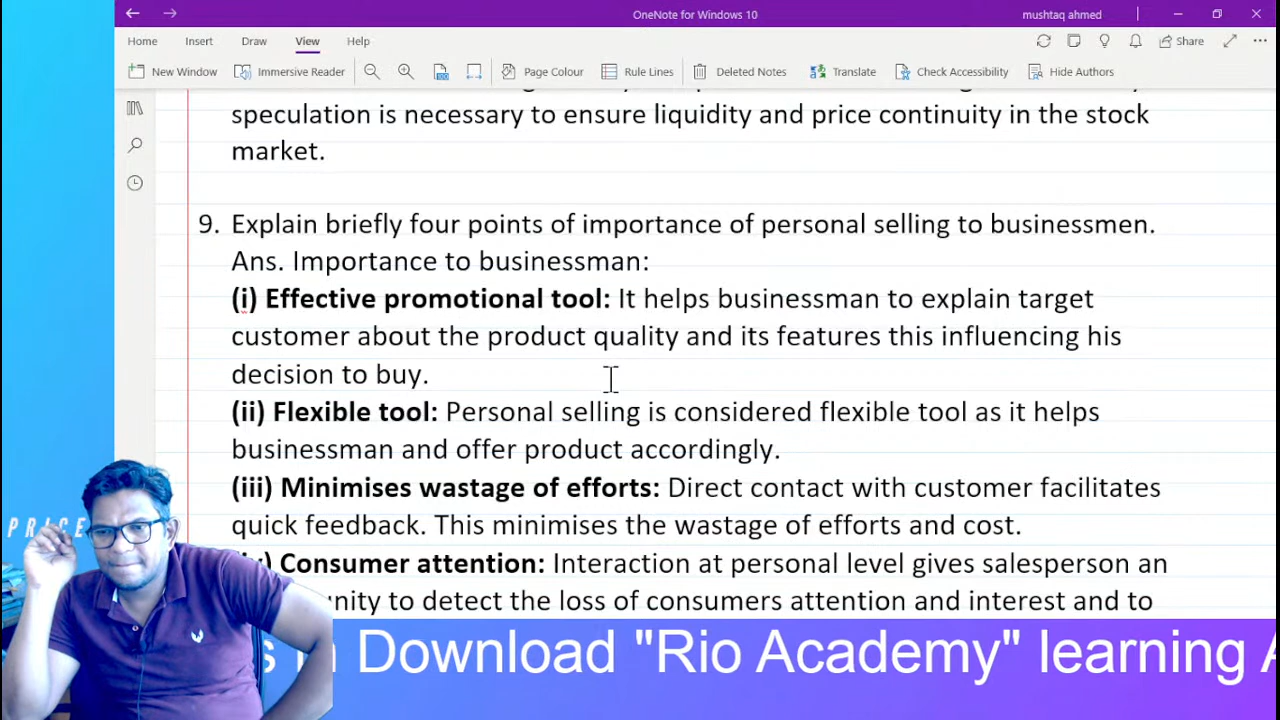 OneNote for Windows 10
mushtaq ahmed
Home Insert Draw View Help
Share
New Window Immersive Reader Page Colour Rule Lines Deleted Notes Translate Check Accessibility Hide Authors
speculation is necessary to ensure liquidity and price continuity in the stock
market.
9. Explain briefly four points of importance of personal selling to businessmen.
Ans. Importance to businessman:
(i) Effective promotional tool: It helps businessman to explain target
customer about the product quality and its features this influencing his
decision to buy.
(ii) Flexible tool: Personal selling is considered flexible tool as it helps
businessman and offer product accordingly.
(iii) Minimises wastage of efforts: Direct contact with customer facilitates
quick feedback. This minimises the wastage of efforts and cost.
Consumer attention: Interaction at personal level gives salesperson an
to detect the loss of consumers attention and interest and to
PRICE
in Download "Rio Academy" learning